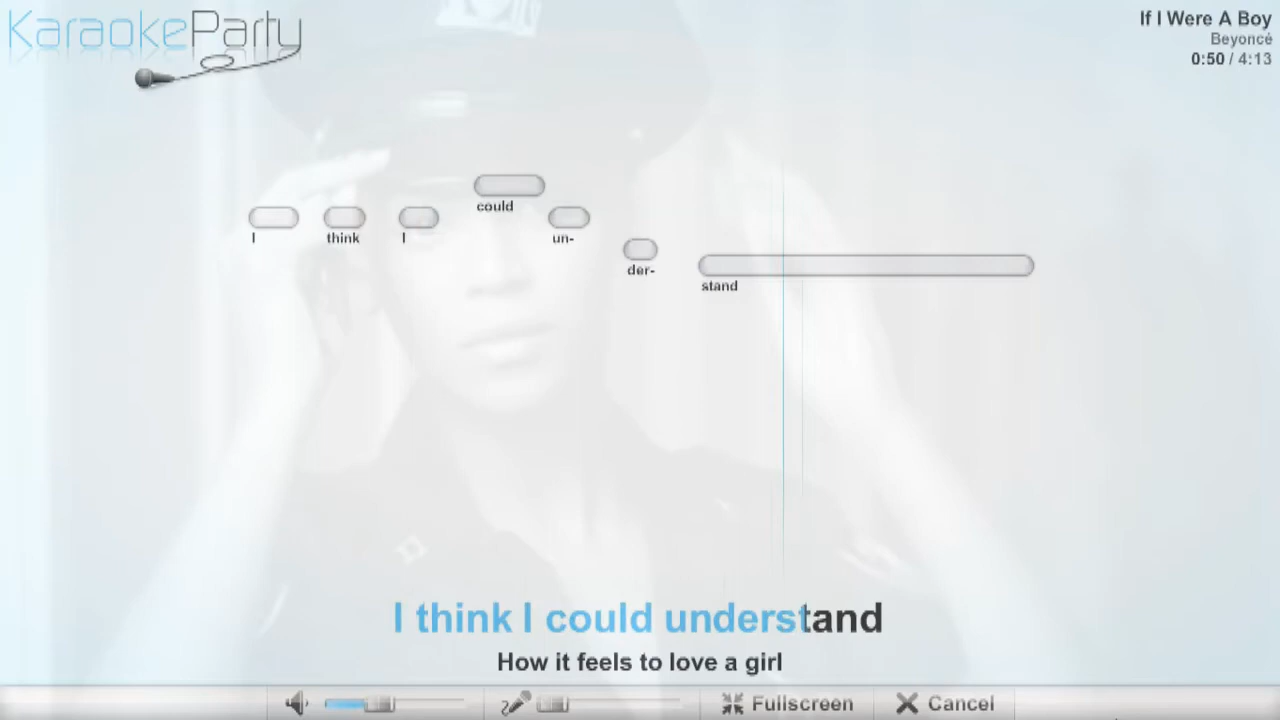 KaraokeParty
If I Were A Boy
Beyoncé
0:50 / 4:13
could
I think I un-
der-
stand
I think I could understand
How it feels to love a girl
Fullscreen Cancel